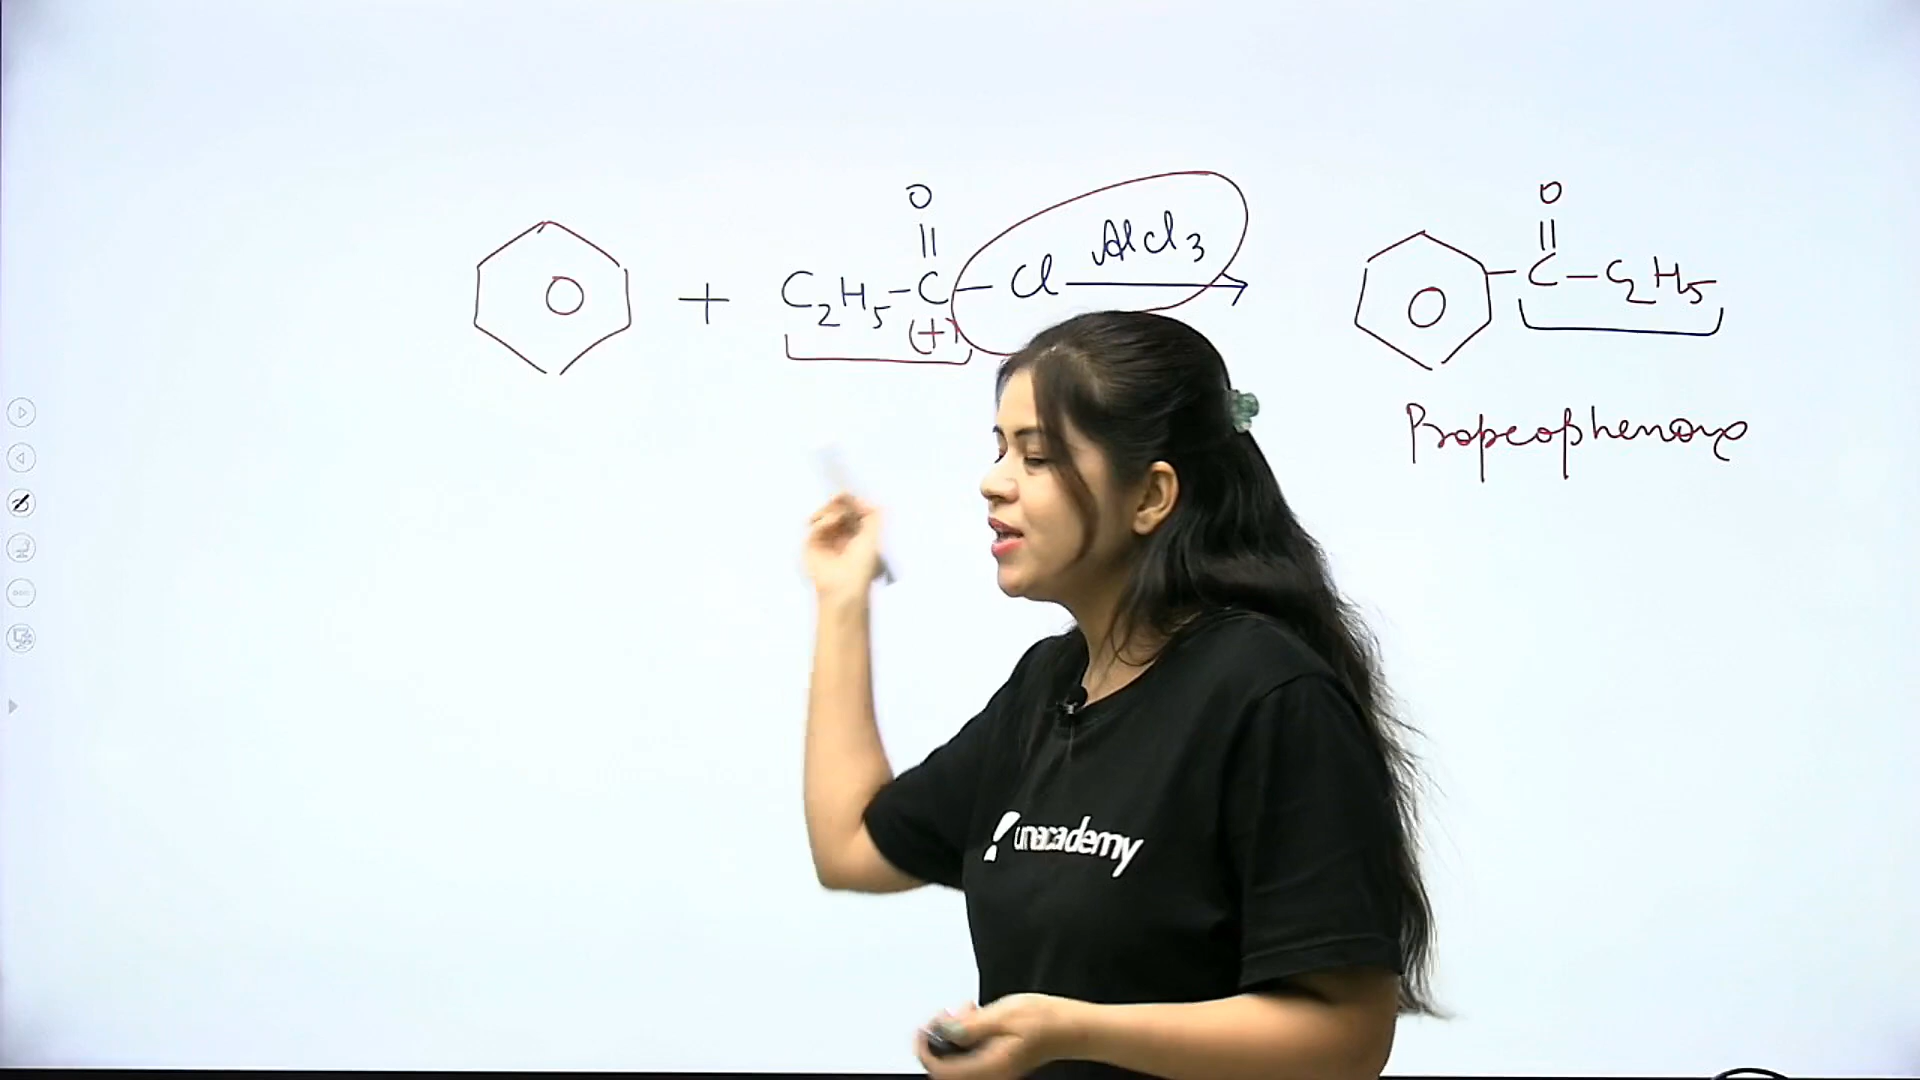 O O
|| ||
O + C2H5-C-Cl AlCl3 → O -C-C2H5
(+)
Propeophenone
unacademy